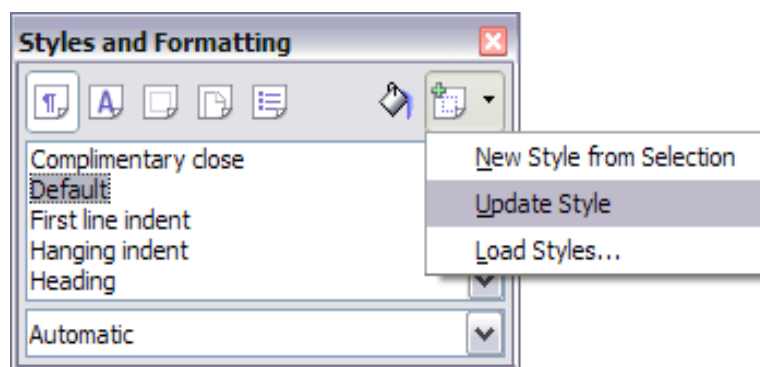 Styles and Formatting
New Style from Selection
Update Style
Load Styles...
Complimentary close
Default
First line indent
Hanging indent
Heading
Automatic